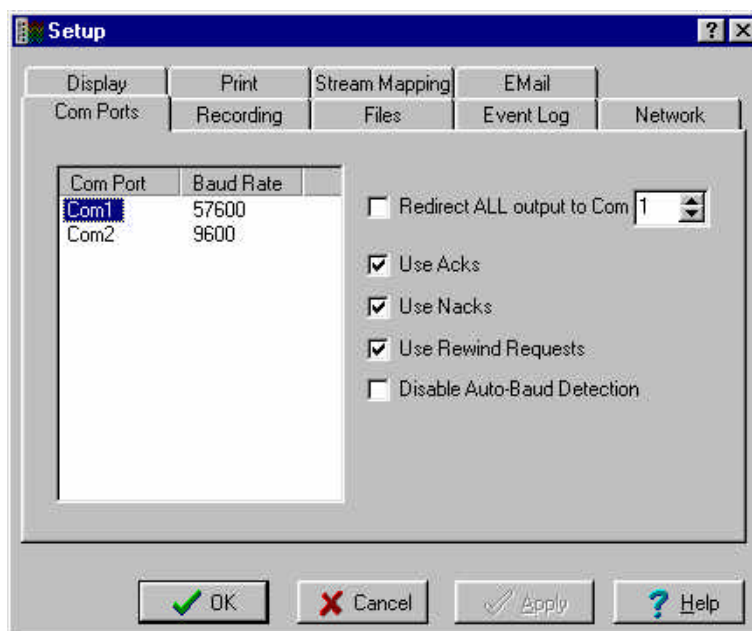 Setup
Display Print Stream Mapping EMail
Com Ports Recording Files Event Log Network
Com Port Baud Rate
Com1 57600
Com2 9600
Redirect ALL output to Com 1
Use Acks
Use Nacks
Use Rewind Requests
Disable Auto-Baud Detection
OK Cancel Apply Help